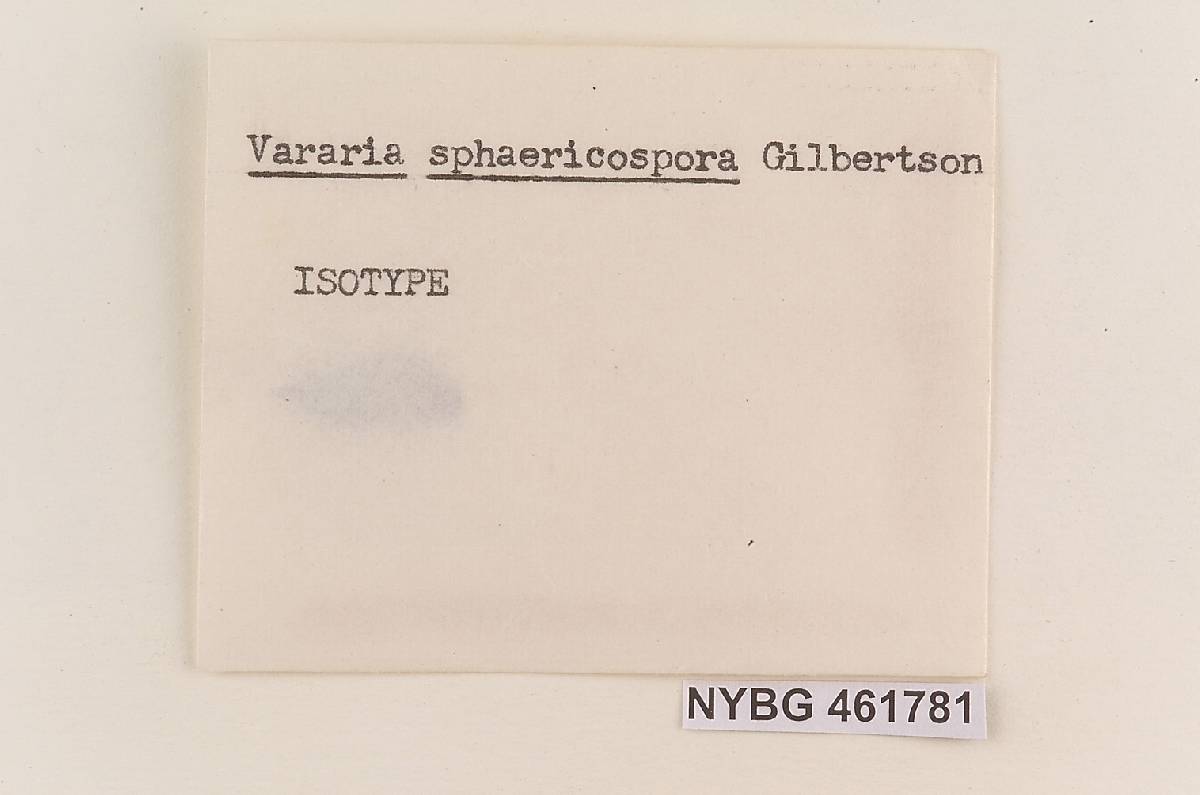 Vararia sphaericospora Gilbertson
ISOTYPE
NYBG 461781